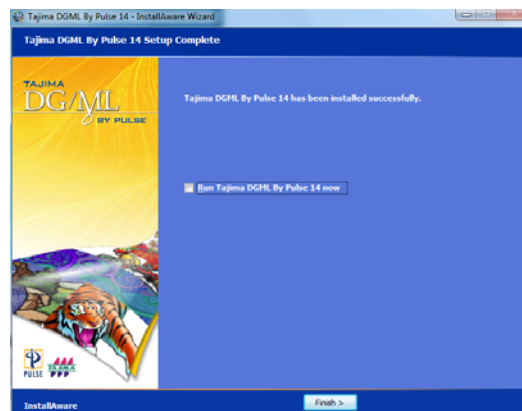 Tajima DGML By Pulse 14 - InstallAware Wizard
Tajima DGML By Pulse 14 Setup Complete
TAJIMA
DG/ML
BY PULSE
Tajima DGML By Pulse 14 has been installed successfully.
Run Tajima DGML By Pulse 14 now
PULSE
TAJIMA
InstallAware
Finish >